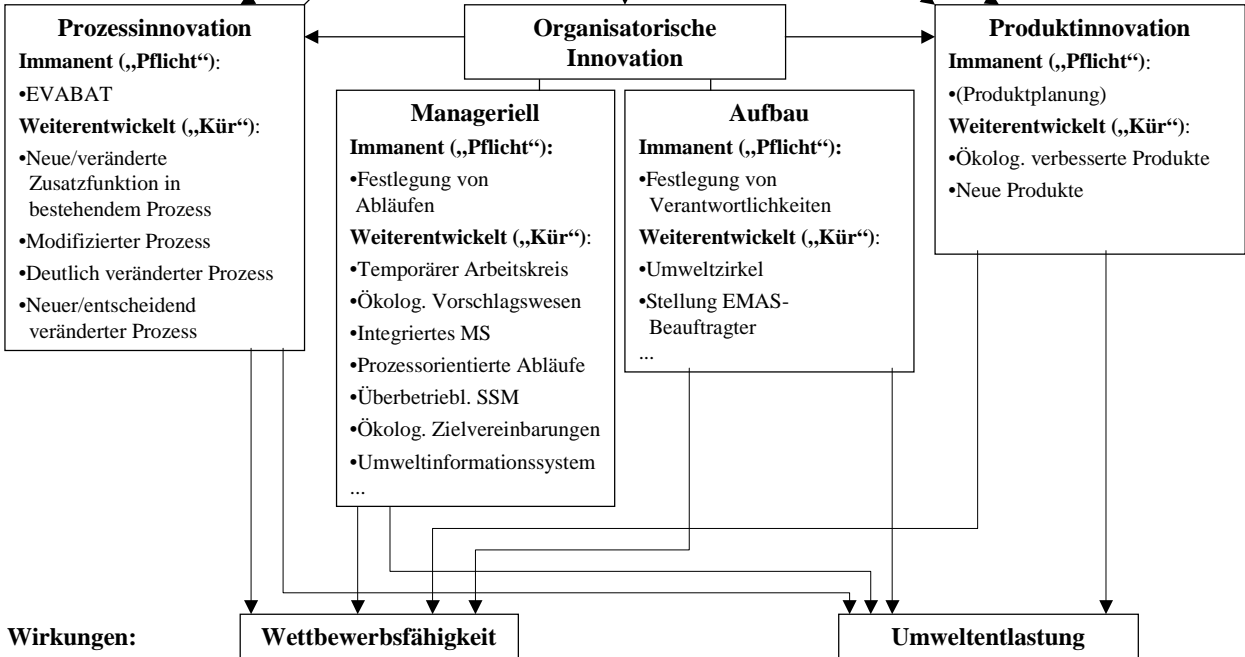 Prozessinnovation
Immanent („Pflicht“):
•EVABAT
Weiterentwickelt („Kür“):
•Neue/veränderte
Zusatzfunktion in
bestehendem Prozess
•Modifizierter Prozess
•Deutlich veränderter Prozess
•Neuer/entscheidend
veränderter Prozess
Organisatorische
Innovation
Manageriell
Immanent („Pflicht“):
•Festlegung von
Abläufen
Weiterentwickelt („Kür“):
•Temporärer Arbeitskreis
•Ökolog. Vorschlagswesen
•Integriertes MS
•Prozessorientierte Abläufe
•Überbetriebl. SSM
•Ökolog. Zielvereinbarungen
•Umweltinformationssystem
...
Aufbau
Immanent („Pflicht“):
•Festlegung von
Verantwortlichkeiten
Weiterentwickelt („Kür“):
•Umweltzirkel
•Stellung EMAS-
Beauftragter
...
Produktinnovation
Immanent („Pflicht“):
•(Produktplanung)
Weiterentwickelt („Kür“):
•Ökolog. verbesserte Produkte
•Neue Produkte
Wirkungen:
Wettbewerbsfähigkeit
Umweltentlastung